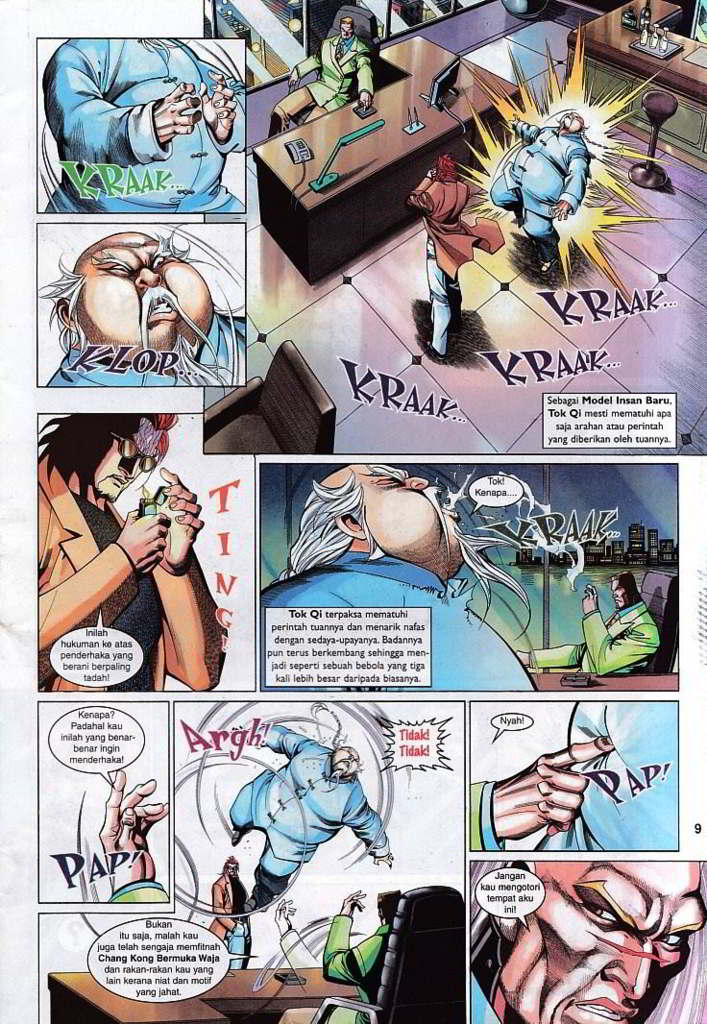 KRAAK...
KLOP...
KRAAK...
KRAAK...
KRAAK...
Sebagai Model Insan Baru,
Tok Qi mesti mematuhi apa
saja arahan atau perintah
yang diberikan oleh tuannya.
TING!
Inilah
hukuman ke atas
penderhaka yang
berani berpaling
tadah!
Tok!
Kenapa....
KRAAK...
Tok Qi terpaksa mematuhi
perintah tuannya dan menarik nafas
dengan sedaya-upayanya. Badannya
pun terus berkembang sehingga men-
jadi seperti sebuah bebola yang tiga
kali lebih besar daripada biasanya.
Kenapa?
Padahal kau
inilah yang benar-
benar ingin
menderhaka!
PAP!
Argh!
Tidak!
Tidak!
Nyah!
PAP!
9
Bukan
itu saja, malah kau
juga telah sengaja memfitnah
Chang Kong Bermuka Waja
dan rakan-rakan kau yang
lain kerana niat dan motif
yang jahat.
Jangan
kau mengotori
tempat aku
ini!